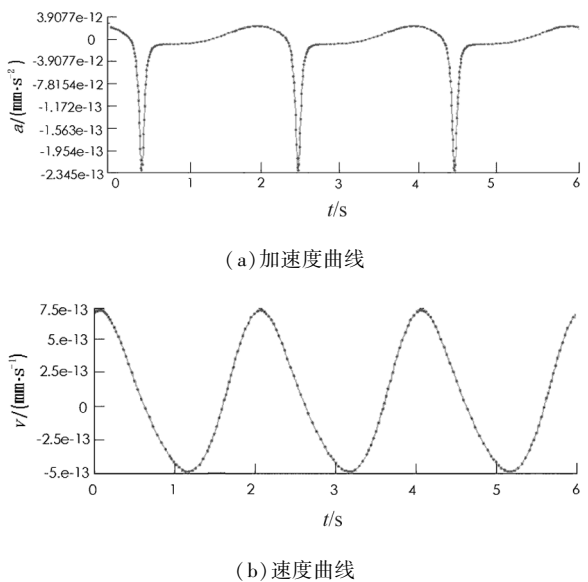 3.9077e-12
0
-3.9077e-12
-7.8154e-12
-1.172e-13
-1.563e-13
-1.954e-13
-2.345e-13
a/(mm·s⁻²)
0 1 2 3 4 5 6
t/s
(a)加速度曲线
7.5e-13
5.e-13
2.5e-13
0
-2.5e-13
-5.e-13
v/(mm·s⁻¹)
0 1 2 3 4 5 6
t/s
(b)速度曲线